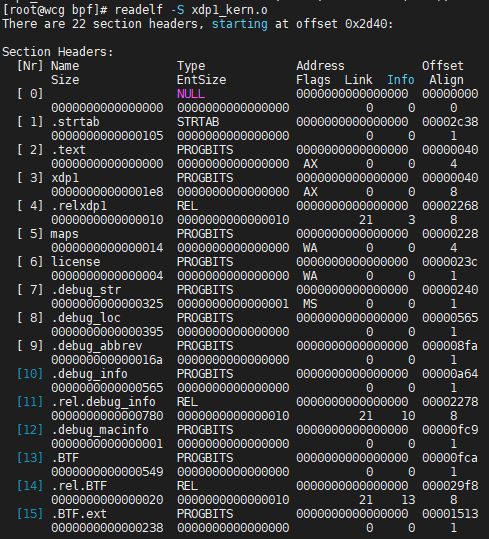 [root@wcg bpf]# readelf -S xdp1_kern.o
There are 22 section headers, starting at offset 0x2d40:

Section Headers:
  [Nr] Name              Type             Address           Offset
       Size              EntSize          Flags  Link  Info  Align
  [ 0]                   NULL             0000000000000000  00000000
       0000000000000000  0000000000000000           0     0     0
  [ 1] .strtab           STRTAB           0000000000000000  00002c38
       0000000000000105  0000000000000000           0     0     1
  [ 2] .text             PROGBITS         0000000000000000  00000040
       0000000000000000  0000000000000000  AX       0     0     4
  [ 3] xdp1              PROGBITS         0000000000000000  00000040
       00000000000001e8  0000000000000000  AX       0     0     8
  [ 4] .relxdp1          REL              0000000000000000  00002268
       0000000000000010  0000000000000010          21     3     8
  [ 5] maps              PROGBITS         0000000000000000  00000228
       0000000000000014  0000000000000000  WA       0     0     4
  [ 6] license           PROGBITS         0000000000000000  0000023c
       0000000000000004  0000000000000000  WA       0     0     1
  [ 7] .debug_str        PROGBITS         0000000000000000  00000240
       0000000000000325  0000000000000001  MS       0     0     1
  [ 8] .debug_loc        PROGBITS         0000000000000000  00000565
       0000000000000395  0000000000000000           0     0     1
  [ 9] .debug_abbrev     PROGBITS         0000000000000000  000008fa
       000000000000016a  0000000000000000           0     0     1
  [10] .debug_info       PROGBITS         0000000000000000  00000a64
       0000000000000565  0000000000000000           0     0     1
  [11] .rel.debug_info   REL              0000000000000000  00002278
       0000000000000780  0000000000000010          21    10     8
  [12] .debug_macinfo    PROGBITS         0000000000000000  00000fc9
       0000000000000001  0000000000000000           0     0     1
  [13] .BTF              PROGBITS         0000000000000000  00000fca
       0000000000000549  0000000000000000           0     0     1
  [14] .rel.BTF          REL              0000000000000000  000029f8
       0000000000000020  0000000000000010          21    13     8
  [15] .BTF.ext          PROGBITS         0000000000000000  00001513
       0000000000000238  0000000000000000           0     0     1